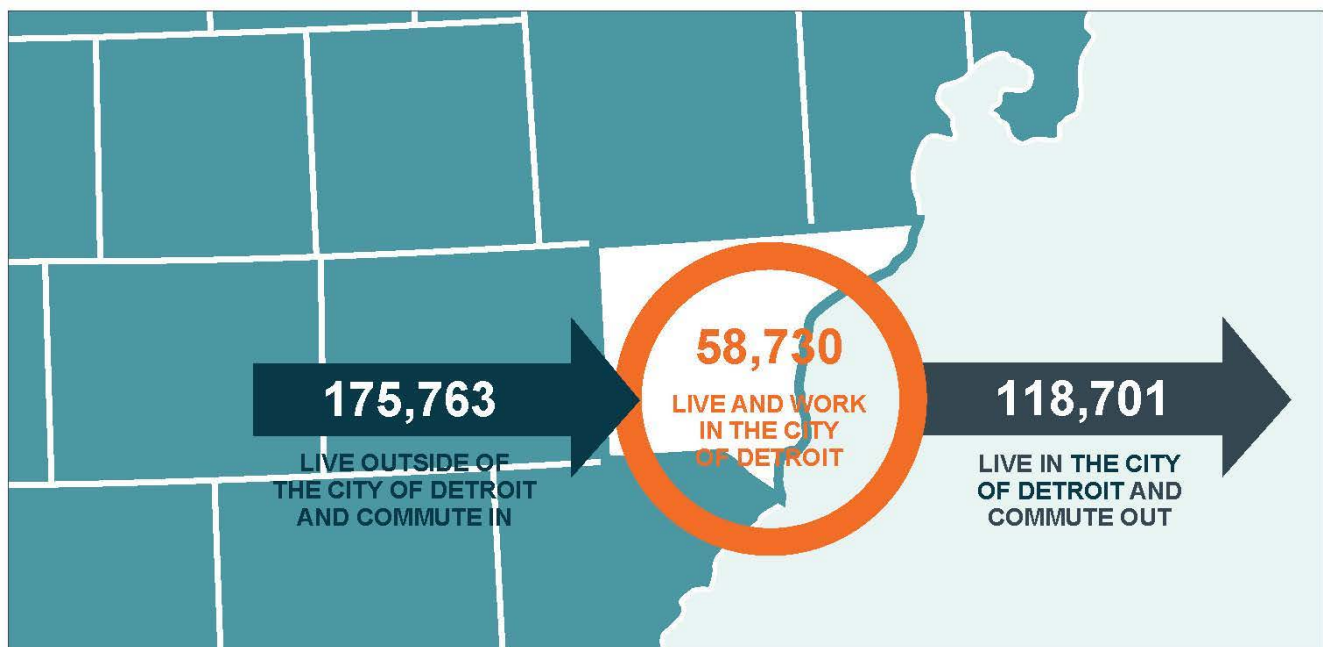 175,763
LIVE OUTSIDE OF
THE CITY OF DETROIT
AND COMMUTE IN
58,730
LIVE AND WORK
IN THE CITY
OF DETROIT
118,701
LIVE IN THE CITY
OF DETROIT AND
COMMUTE OUT